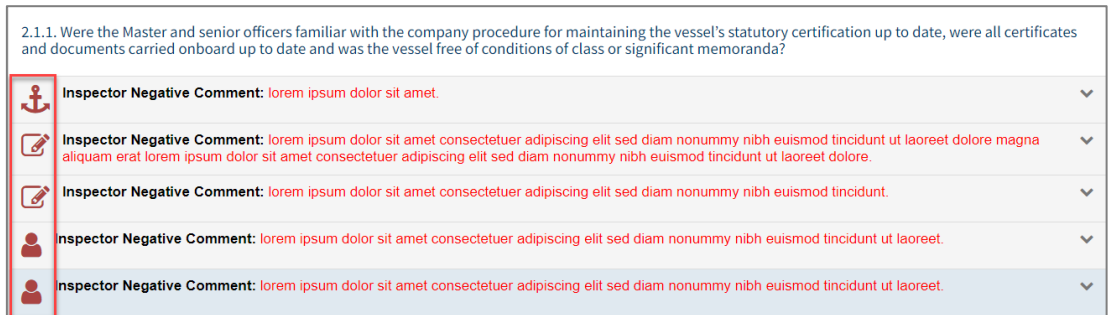 2.1.1. Were the Master and senior officers familiar with the company procedure for maintaining the vessel's statutory certification up to date, were all certificates
and documents carried onboard up to date and was the vessel free of conditions of class or significant memoranda?
Inspector Negative Comment: lorem ipsum dolor sit amet.
Inspector Negative Comment: lorem ipsum dolor sit amet consectetuer adipiscing elit sed diam nonummy nibh euismod tincidunt ut laoreet dolore magna
aliquam erat lorem ipsum dolor sit amet consectetuer adipiscing elit sed diam nonummy nibh euismod tincidunt ut laoreet dolore.
Inspector Negative Comment: lorem ipsum dolor sit amet consectetuer adipiscing elit sed diam nonummy nibh euismod tincidunt.
Inspector Negative Comment: lorem ipsum dolor sit amet consectetuer adipiscing elit sed diam nonummy nibh euismod tincidunt ut laoreet.
Inspector Negative Comment: lorem ipsum dolor sit amet consectetuer adipiscing elit sed diam nonummy nibh euismod tincidunt ut laoreet.